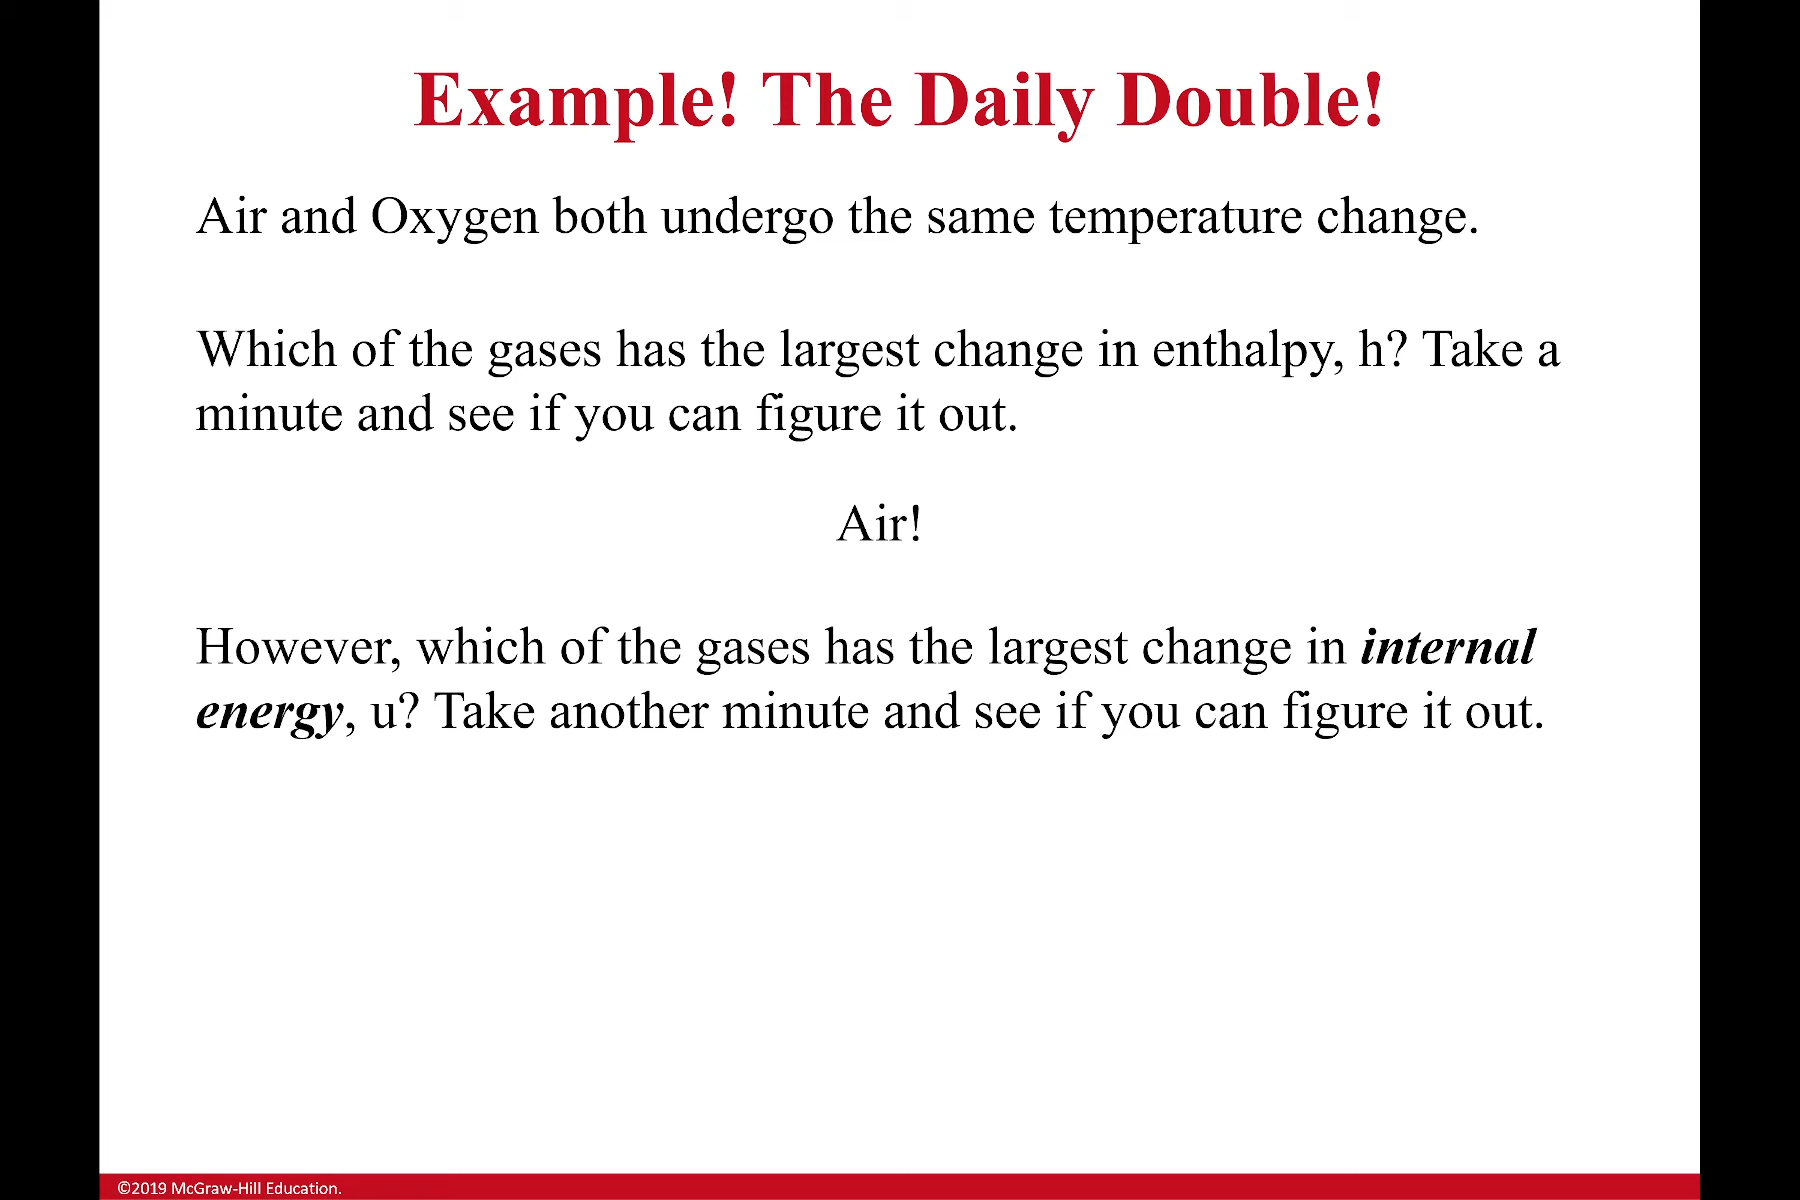 Example! The Daily Double!
Air and Oxygen both undergo the same temperature change.
Which of the gases has the largest change in enthalpy, h? Take a
minute and see if you can figure it out.
Air!
However, which of the gases has the largest change in internal
energy, u? Take another minute and see if you can figure it out.
©2019 McGraw-Hill Education.